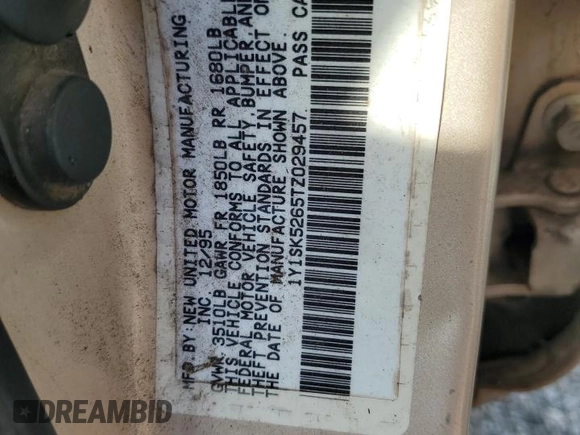 MFD BY:NEW UNITED MOTOR MANUFACTURING
INC 12/95
GVWR 3510LB GAWR FR 1850LB RR 1680LB
THIS VEHICLE CONFORMS TO ALL APPLICABLE
FEDERAL MOTOR VEHICLE SAFETY, BUMPER, AND
THEFT PREVENTION STANDARDS IN EFFECT ON
THE DATE OF MANUFACTURE SHOWN ABOVE.
1Y1SK5265TZ029457 PASS CA
DREAMBID